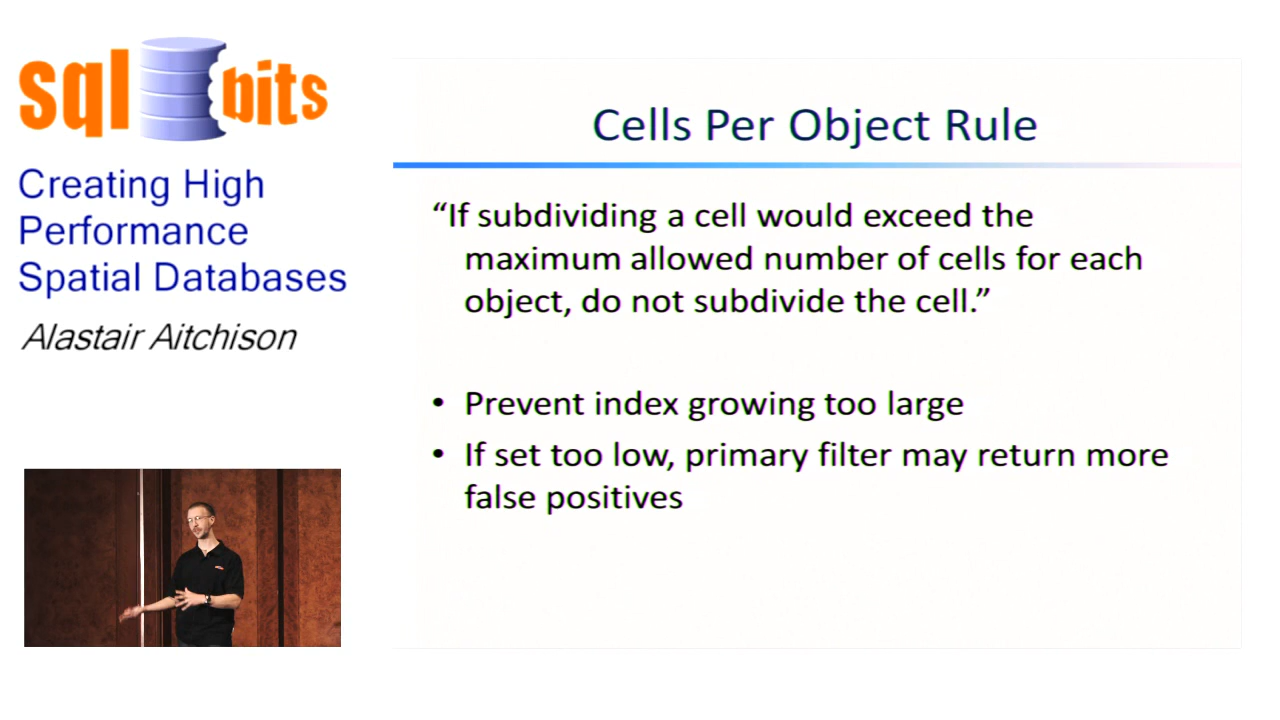 sql bits
Creating High
Performance
Spatial Databases
Alastair Aitchison
Cells Per Object Rule
“If subdividing a cell would exceed the
maximum allowed number of cells for each
object, do not subdivide the cell.”
• Prevent index growing too large
• If set too low, primary filter may return more
false positives